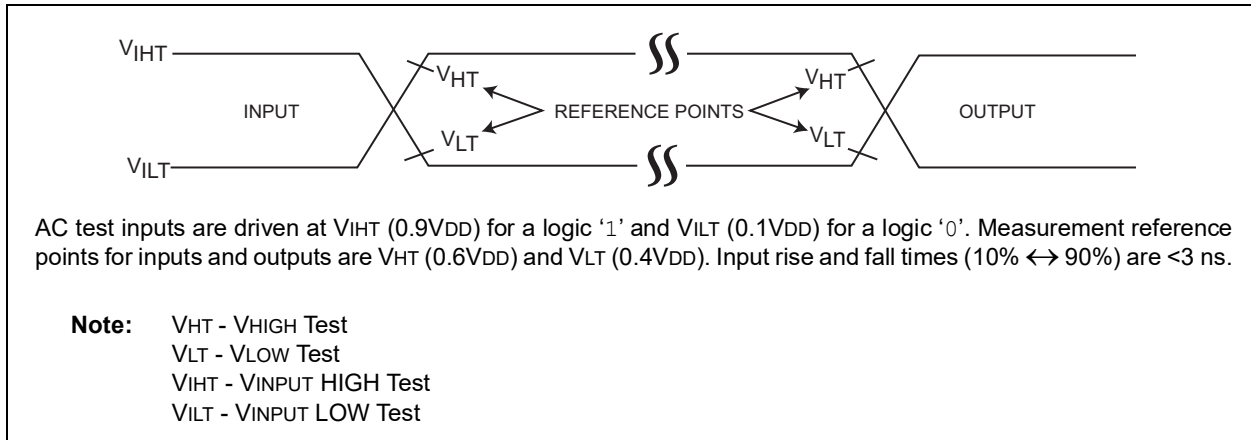 VIHT
VHT
VHT
INPUT
REFERENCE POINTS
OUTPUT
VLT
VLT
VILT
AC test inputs are driven at VIHT (0.9VDD) for a logic ‘1’ and VILT (0.1VDD) for a logic ‘0’. Measurement reference
points for inputs and outputs are VHT (0.6VDD) and VLT (0.4VDD). Input rise and fall times (10% ↔ 90%) are <3 ns.
Note: VHT - VHIGH Test
VLT - VLOW Test
VIHT - VINPUT HIGH Test
VILT - VINPUT LOW Test